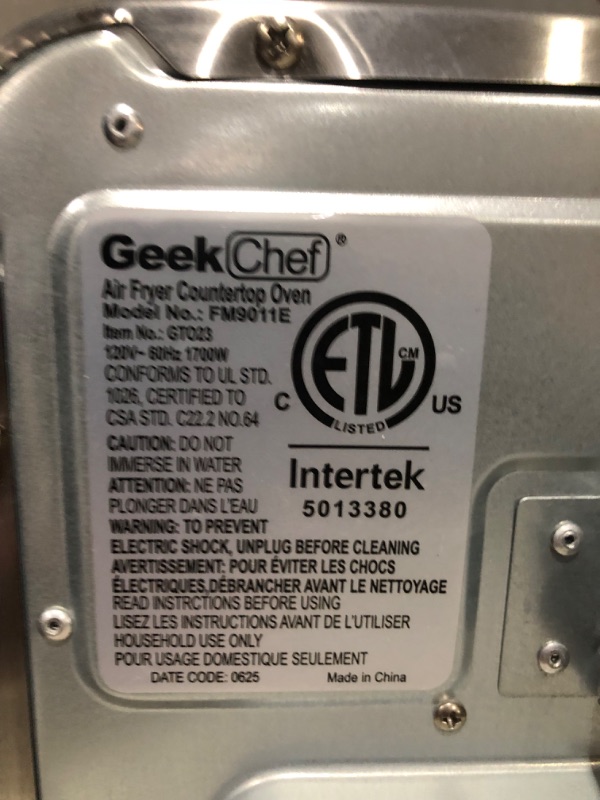 Geek Chef ®
Air Fryer Countertop Oven
Model No.: FM9011E
Item No.: GTO23
120V~ 60Hz 1700W
CONFORMS TO UL STD.
1026, CERTIFIED TO
CSA STD. C22.2 NO.64
CAUTION: DO NOT
IMMERSE IN WATER
ATTENTION: NE PAS
PLONGER DANS L'EAU
WARNING: TO PREVENT
ELECTRIC SHOCK, UNPLUG BEFORE CLEANING
AVERTISSEMENT: POUR ÉVITER LES CHOCS
ÉLECTRIQUES,DÉBRANCHER AVANT LE NETTOYAGE
READ INSTRCTIONS BEFORE USING
LISEZ LES INSTRUCTIONS AVANT DE L'UTILISER
HOUSEHOLD USE ONLY
POUR USAGE DOMESTIQUE SEULEMENT
DATE CODE: 0625 Made in China
ETL CM
C US
LISTED
Intertek
5013380